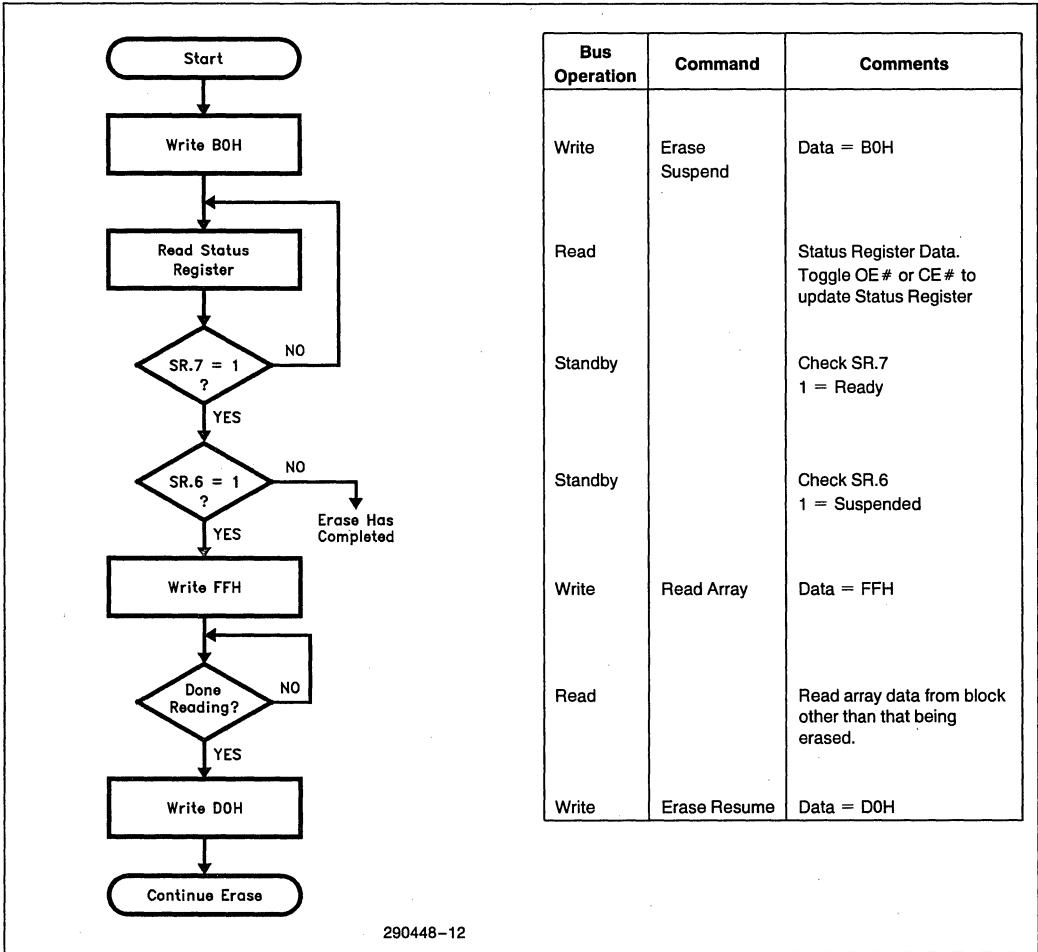 Start
Write B0H
Read Status
Register
SR.7 = 1
?
NO
YES
SR.6 = 1
?
NO
Erase Has
Completed
YES
Write FFH
Done
Reading?
NO
YES
Write D0H
Continue Erase
290448-12
Bus
Operation
Command
Comments
Write
Erase
Suspend
Data = B0H
Read
Status Register Data.
Toggle OE# or CE# to
update Status Register
Standby
Check SR.7
1 = Ready
Standby
Check SR.6
1 = Suspended
Write
Read Array
Data = FFH
Read
Read array data from block
other than that being
erased.
Write
Erase Resume
Data = D0H